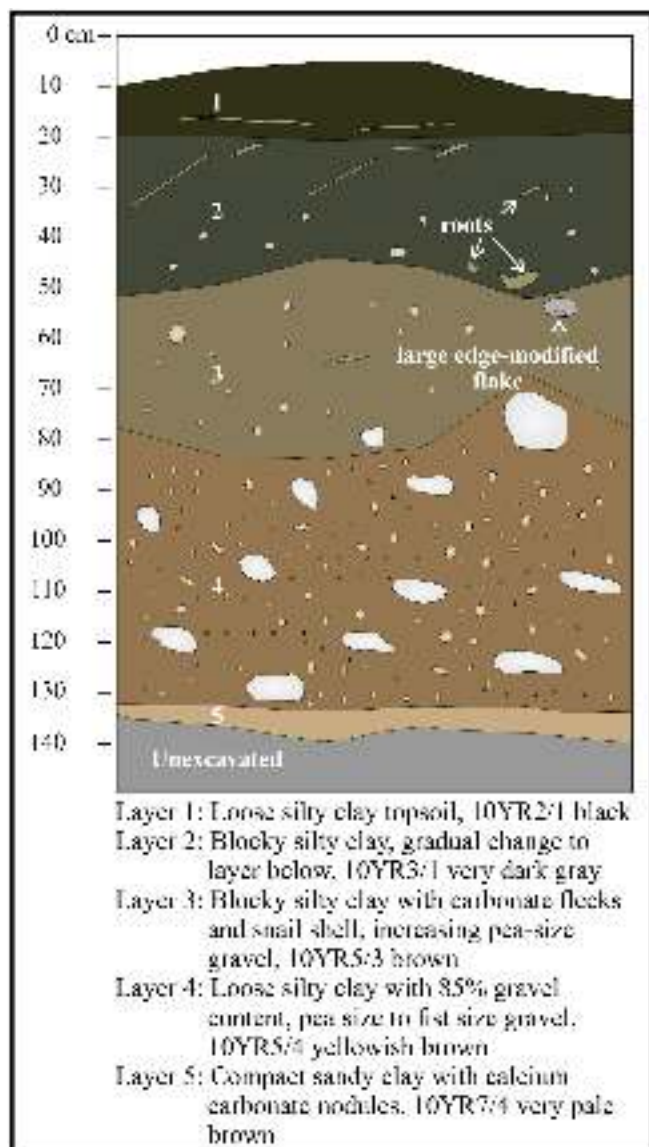 0 cm
10
1
20
30
2
40
roots
50
60
large edge-modified
flake
3
70
80
90
100
4
110
120
130
5
140
Unexcavated
Layer 1: Loose silty clay topsoil, 10YR2/1 black
Layer 2: Blocky silty clay, gradual change to
layer below, 10YR3/1 very dark gray
Layer 3: Blocky silty clay with carbonate flecks
and snail shell, increasing pea-size
gravel, 10YR5/3 brown
Layer 4: Loose silty clay with 85% gravel
content, pea size to fist size gravel,
10YR5/4 yellowish brown
Layer 5: Compact sandy clay with calcium
carbonate nodules, 10YR7/4 very pale
brown